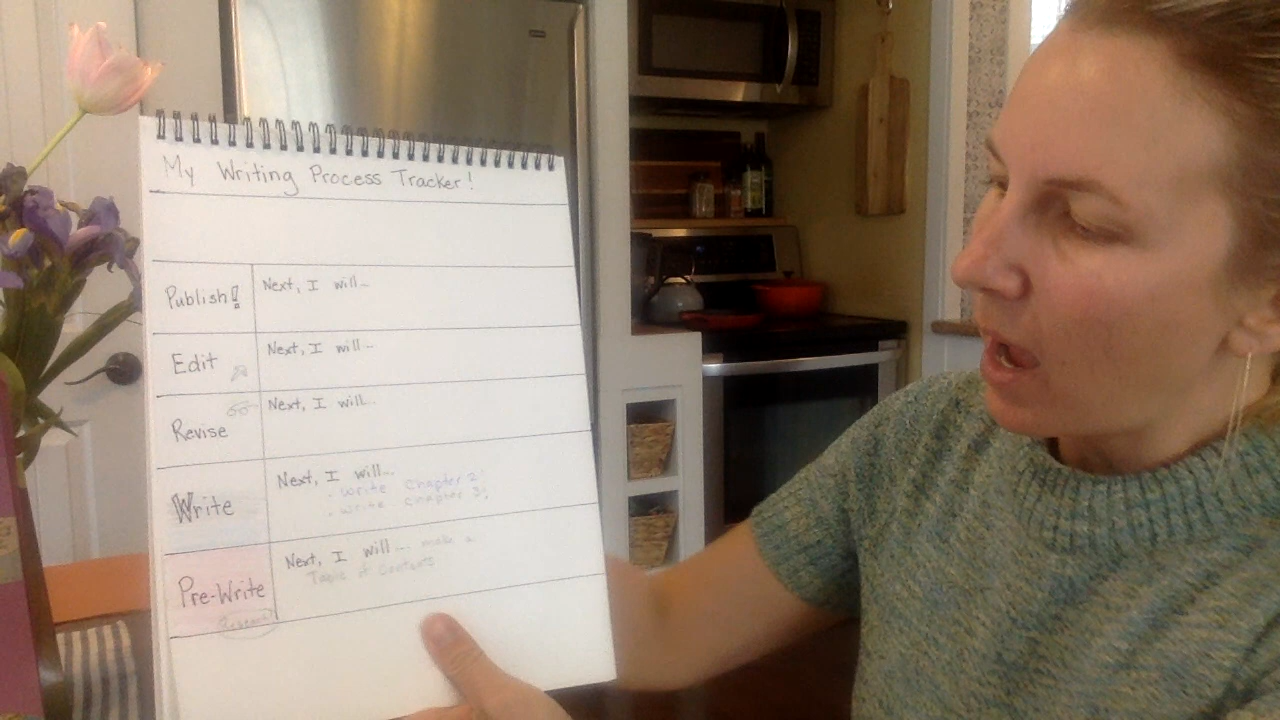 My Writing Process Tracker!
Publish! Next, I will...
Edit Next, I will...
Revise Next, I will...
Write Next, I will...
· write Chapter 2!
· write Chapter 3!
Pre-Write Next, I will... make a
Table of Contents